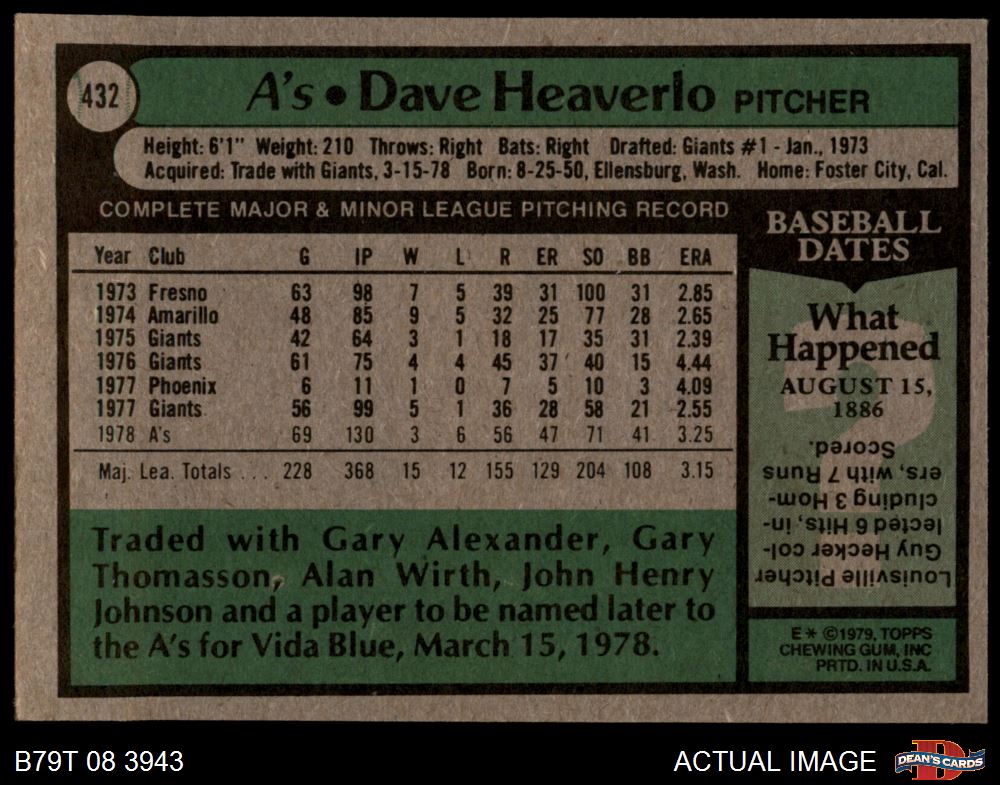 432
A's • Dave Heaverlo PITCHER
Height: 6'1" Weight: 210 Throws: Right Bats: Right Drafted: Giants #1 - Jan., 1973
Acquired: Trade with Giants, 3-15-78 Born: 8-25-50, Ellensburg, Wash. Home: Foster City, Cal.
COMPLETE MAJOR & MINOR LEAGUE PITCHING RECORD
Year Club G IP W L R ER SO BB ERA
1973 Fresno 63 98 7 5 39 31 100 31 2.85
1974 Amarillo 48 85 9 5 32 25 77 28 2.65
1975 Giants 42 64 3 1 18 17 35 31 2.39
1976 Giants 61 75 4 4 45 37 40 15 4.44
1977 Phoenix 6 11 1 0 7 5 10 3 4.09
1977 Giants 56 99 5 1 36 28 58 21 2.55
1978 A's 69 130 3 6 56 47 71 41 3.25
Maj. Lea. Totals . . . 228 368 15 12 155 129 204 108 3.15
Traded with Gary Alexander, Gary
Thomasson, Alan Wirth, John Henry
Johnson and a player to be named later to
the A's for Vida Blue, March 15, 1978.
BASEBALL
DATES
What
Happened
AUGUST 15,
1886
Louisville Pitcher
Guy Hecker col-
lected 6 Hits, in-
cluding 3 Hom-
ers, with 7 Runs
Scored.
E* ©1979, TOPPS
CHEWING GUM, INC
PRTD. IN U.S.A.
B79T 08 3943
ACTUAL IMAGE
DEAN'S CARDS